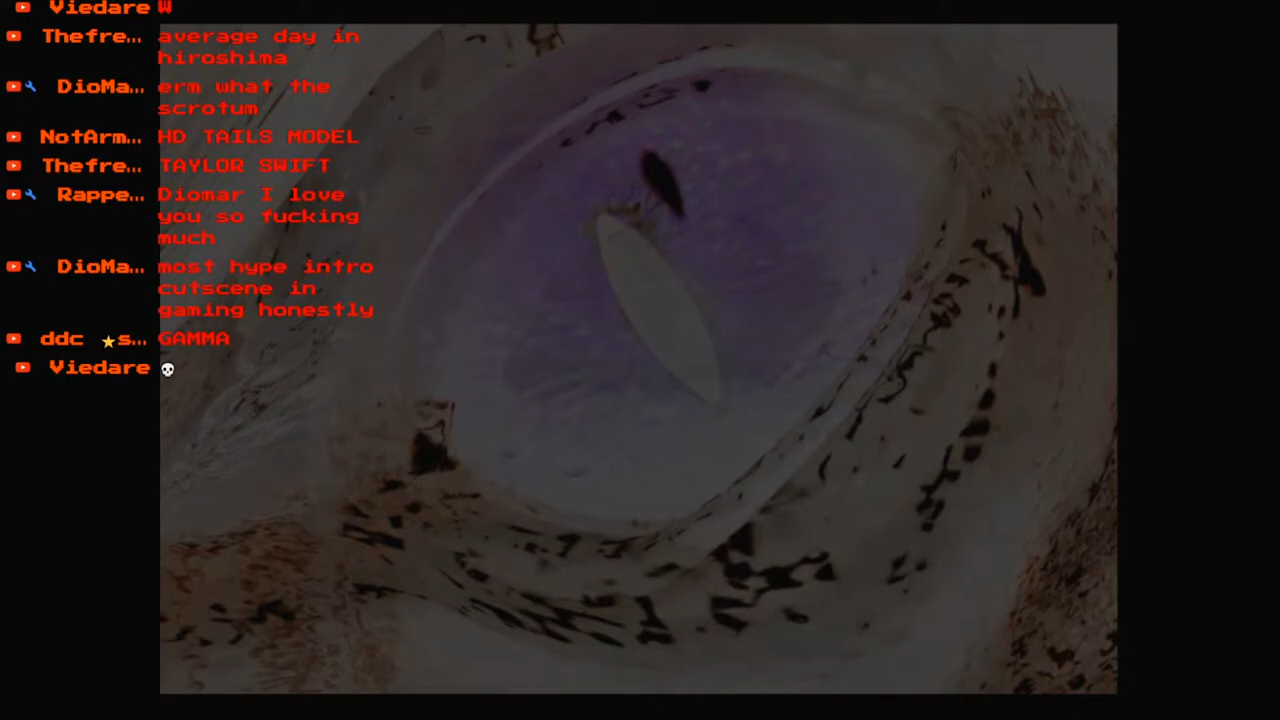 Viedare W
Thefre... average day in
hiroshima
DioMa... erm what the
scrotum
NotArm... HD TAILS MODEL
Thefre... TAYLOR SWIFT
Rappe... Diomar I love
you so fucking
much
DioMa... most hype intro
cutscene in
gaming honestly
ddc ⭐s... GAMMA
Viedare 💀